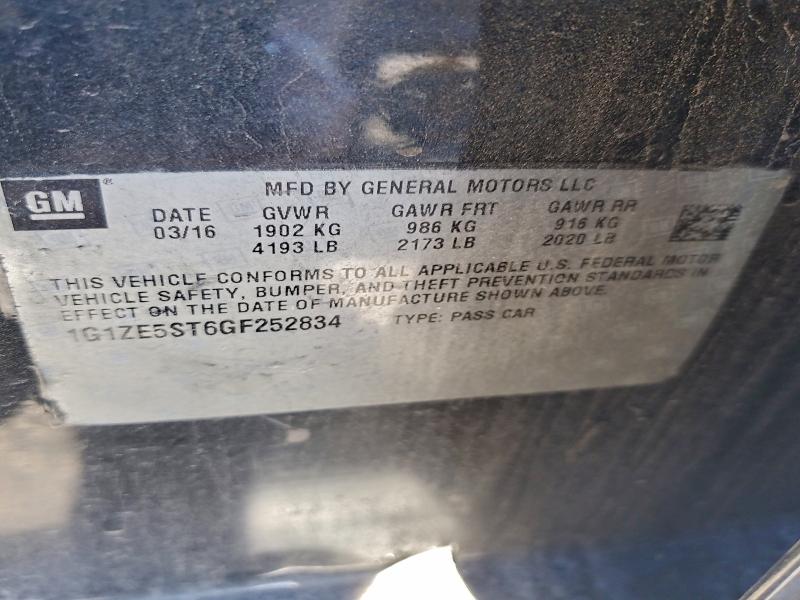 GM ®
MFD BY GENERAL MOTORS LLC
DATE GVWR GAWR FRT GAWR RR
03/16 1902 KG 986 KG 916 KG
4193 LB 2173 LB 2020 LB
THIS VEHICLE CONFORMS TO ALL APPLICABLE U.S. FEDERAL MOTOR
VEHICLE SAFETY, BUMPER, AND THEFT PREVENTION STANDARDS IN
EFFECT ON THE DATE OF MANUFACTURE SHOWN ABOVE.
1G1ZE5ST6GF252834 TYPE: PASS CAR